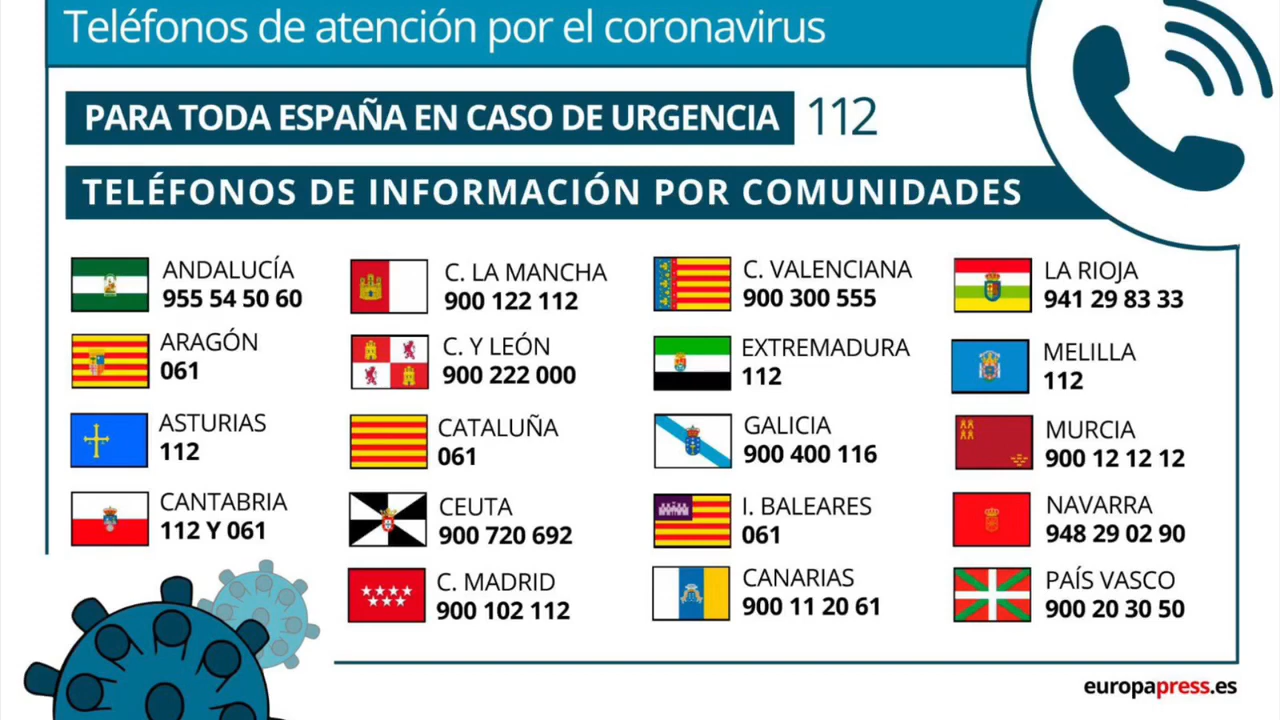 Teléfonos de atención por el coronavirus
PARA TODA ESPAÑA EN CASO DE URGENCIA 112
TELÉFONOS DE INFORMACIÓN POR COMUNIDADES
ANDALUCÍA
955 54 50 60
ARAGÓN
061
ASTURIAS
112
CANTABRIA
112 Y 061
C. LA MANCHA
900 122 112
C. Y LEÓN
900 222 000
CATALUÑA
061
CEUTA
900 720 692
C. MADRID
900 102 112
C. VALENCIANA
900 300 555
EXTREMADURA
112
GALICIA
900 400 116
I. BALEARES
061
CANARIAS
900 11 20 61
LA RIOJA
941 29 83 33
MELILLA
112
MURCIA
900 12 12 12
NAVARRA
948 29 02 90
PAÍS VASCO
900 20 30 50
europapress.es